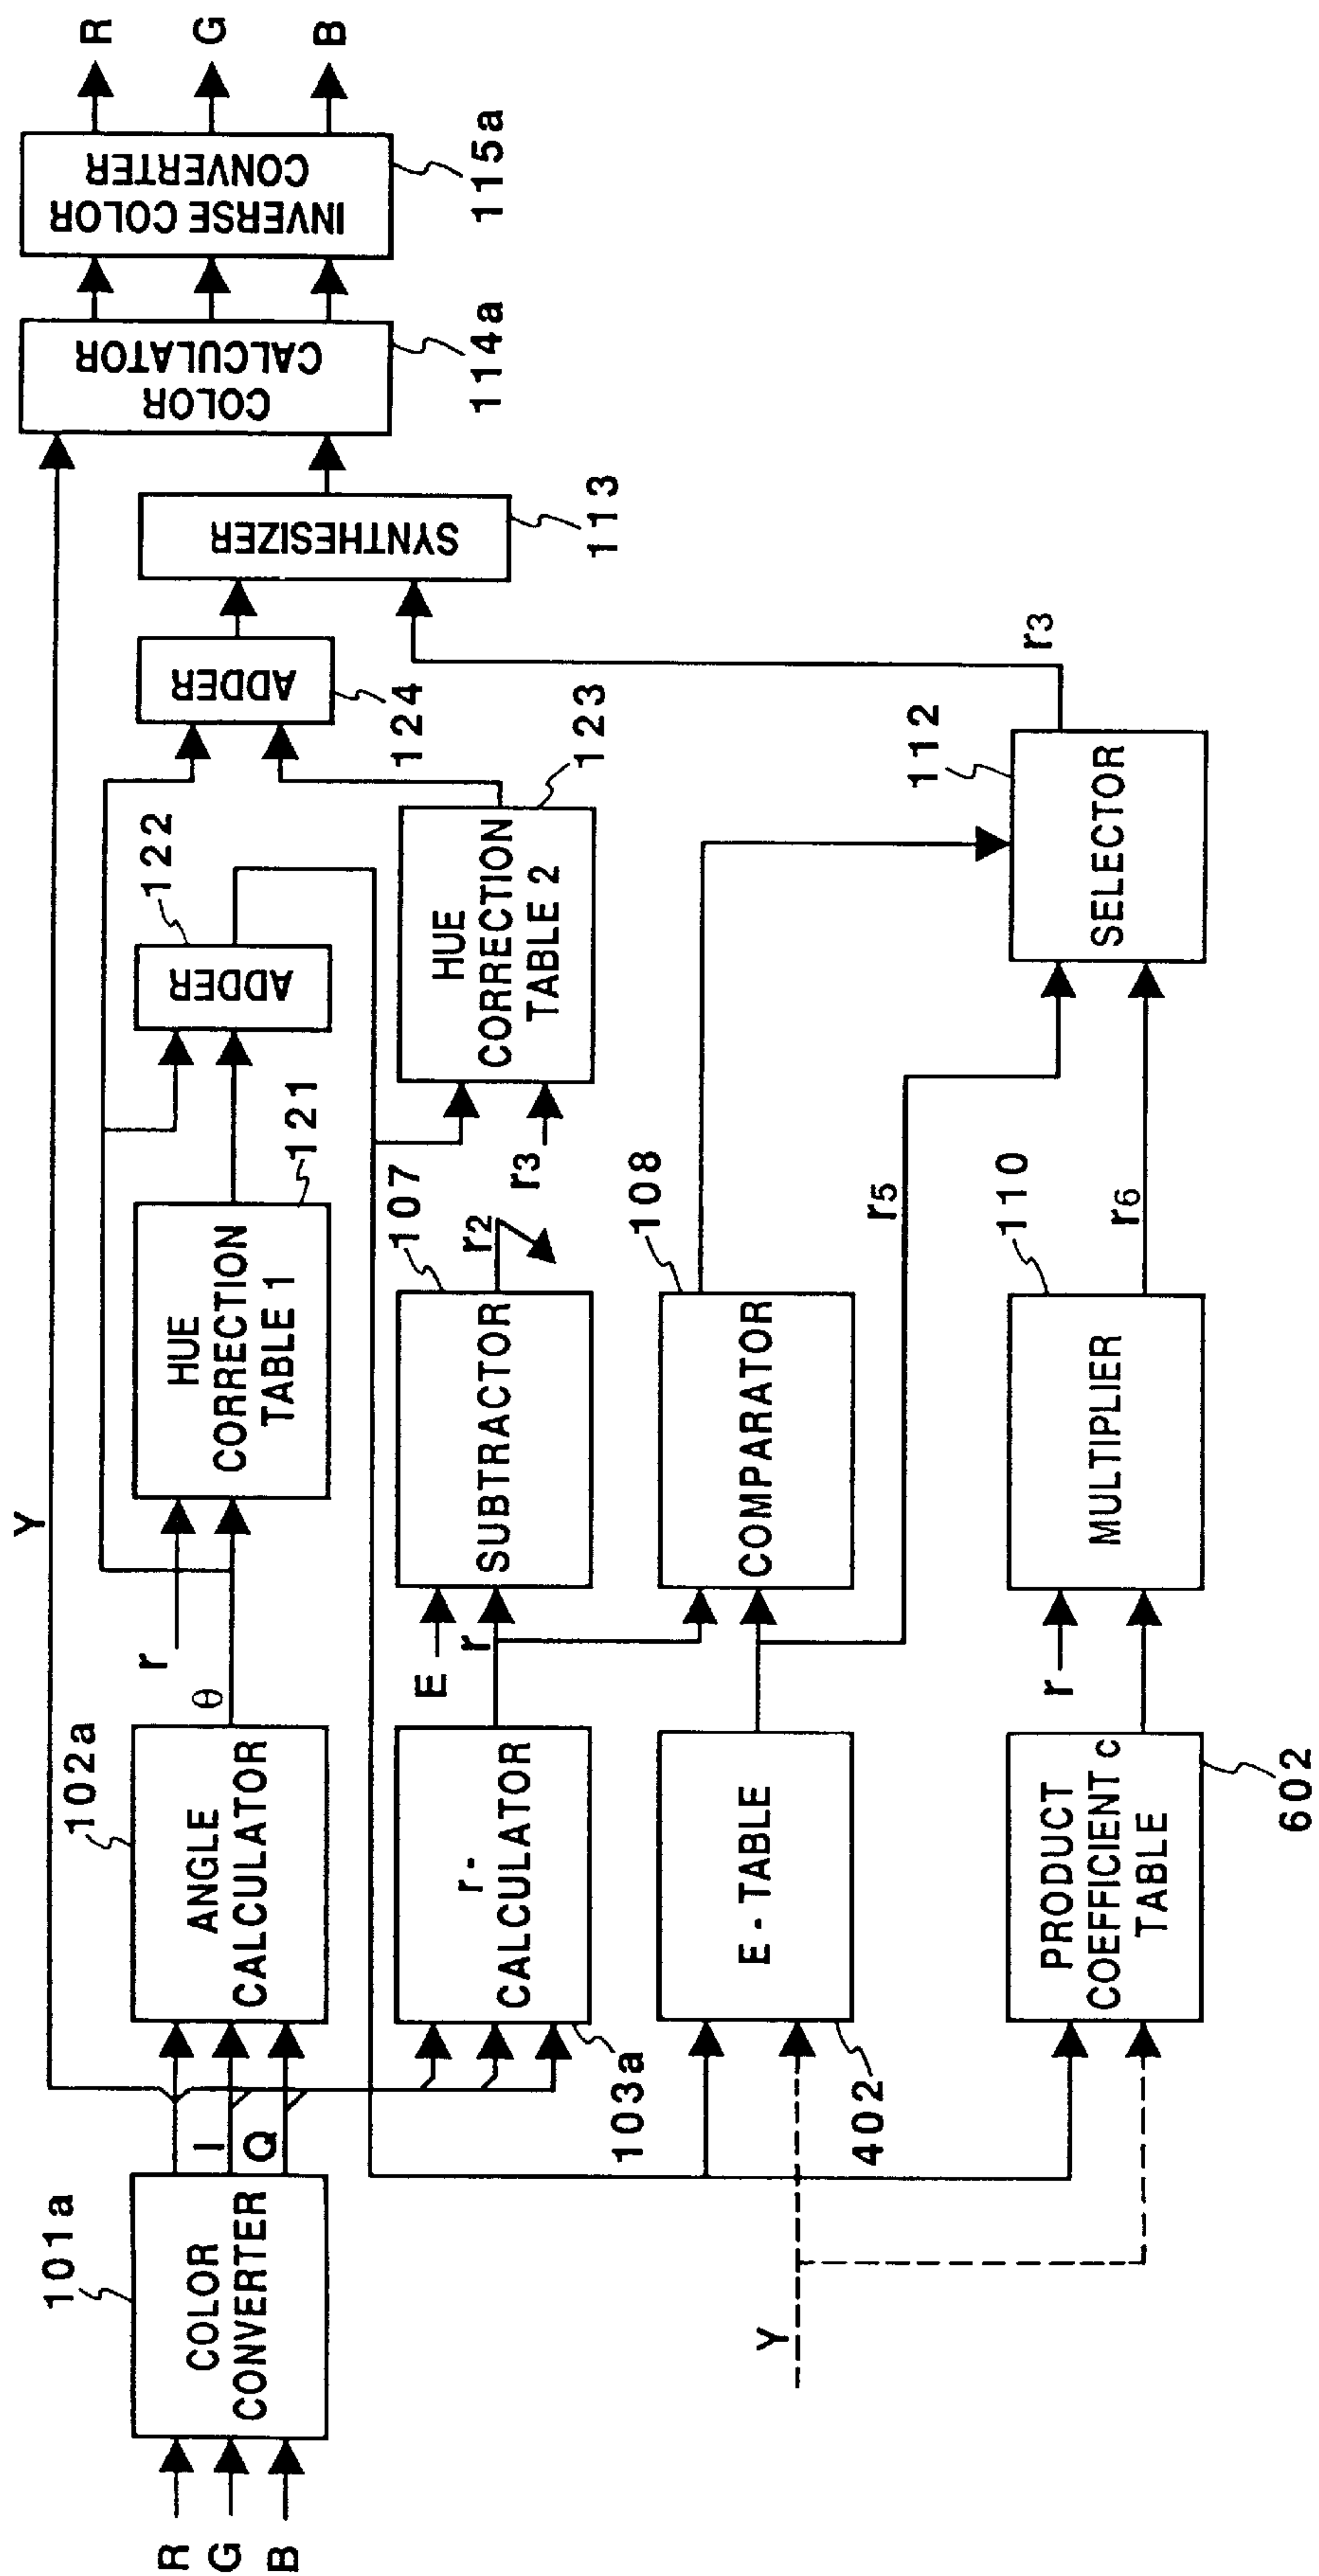 Y
101a
R
G
B
COLOR
CONVERTER
I
Q
102a
ANGLE
CALCULATOR
θ
r
HUE
CORRECTION
TABLE 1
121
ADDER
122
ADDER
124
SYNTHESIZER
113
COLOR
CALCULATOR
114a
INVERSE COLOR
CONVERTER
115a
R
G
B
r-
CALCULATOR
103a
E
r
SUBTRACTOR
107
r2
r3
HUE
CORRECTION
TABLE 2
123
Y
E-TABLE
402
COMPARATOR
108
r5
PRODUCT
COEFFICIENT c
TABLE
602
r
MULTIPLIER
110
r6
SELECTOR
112
r3